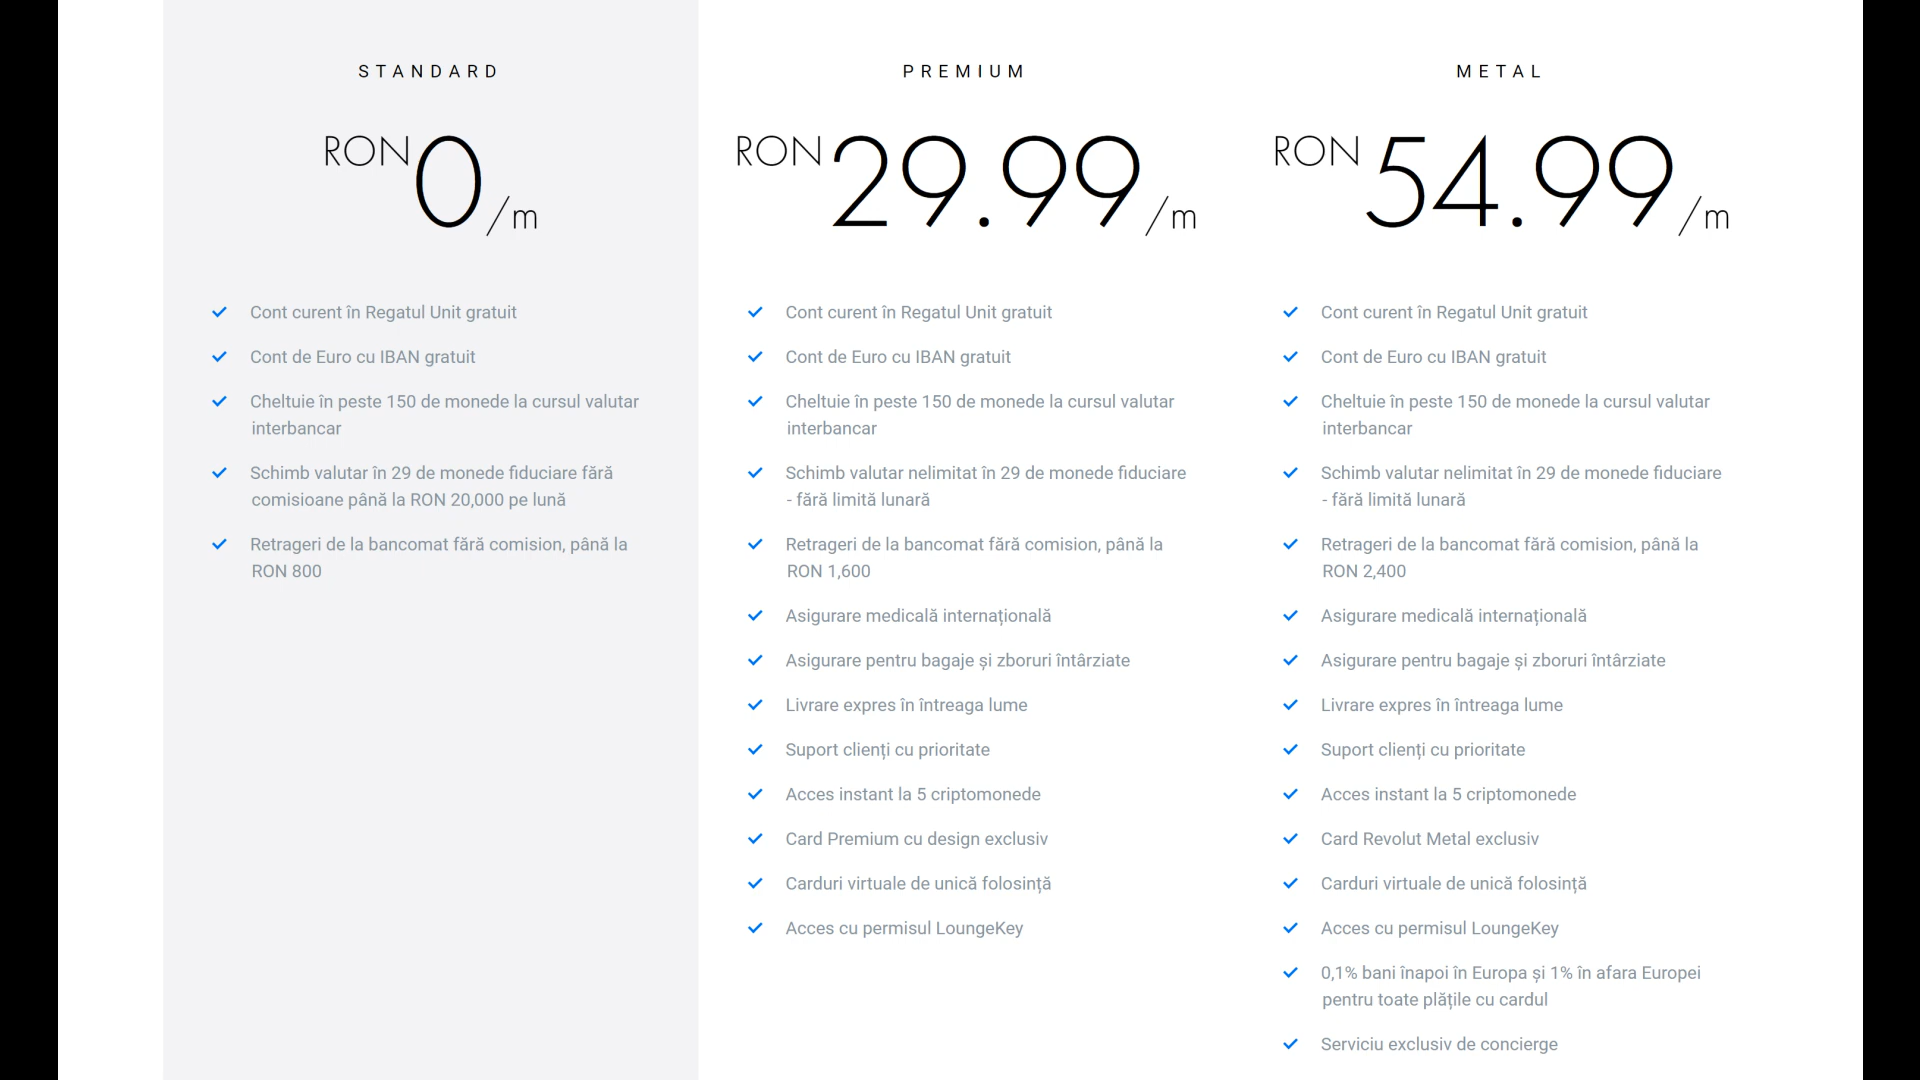 STANDARD
RON 0 /m
Cont curent în Regatul Unit gratuit
Cont de Euro cu IBAN gratuit
Cheltuie în peste 150 de monede la cursul valutar
interbancar
Schimb valutar în 29 de monede fiduciare fără
comisioane până la RON 20,000 pe lună
Retrageri de la bancomat fără comision, până la
RON 800
PREMIUM
RON 29.99 /m
Cont curent în Regatul Unit gratuit
Cont de Euro cu IBAN gratuit
Cheltuie în peste 150 de monede la cursul valutar
interbancar
Schimb valutar nelimitat în 29 de monede fiduciare
- fără limită lunară
Retrageri de la bancomat fără comision, până la
RON 1,600
Asigurare medicală internațională
Asigurare pentru bagaje și zboruri întârziate
Livrare expres în întreaga lume
Suport clienți cu prioritate
Acces instant la 5 criptomonede
Card Premium cu design exclusiv
Carduri virtuale de unică folosință
Acces cu permisul LoungeKey
METAL
RON 54.99 /m
Cont curent în Regatul Unit gratuit
Cont de Euro cu IBAN gratuit
Cheltuie în peste 150 de monede la cursul valutar
interbancar
Schimb valutar nelimitat în 29 de monede fiduciare
- fără limită lunară
Retrageri de la bancomat fără comision, până la
RON 2,400
Asigurare medicală internațională
Asigurare pentru bagaje și zboruri întârziate
Livrare expres în întreaga lume
Suport clienți cu prioritate
Acces instant la 5 criptomonede
Card Revolut Metal exclusiv
Carduri virtuale de unică folosință
Acces cu permisul LoungeKey
0,1% bani înapoi în Europa și 1% în afara Europei
pentru toate plățile cu cardul
Serviciu exclusiv de concierge